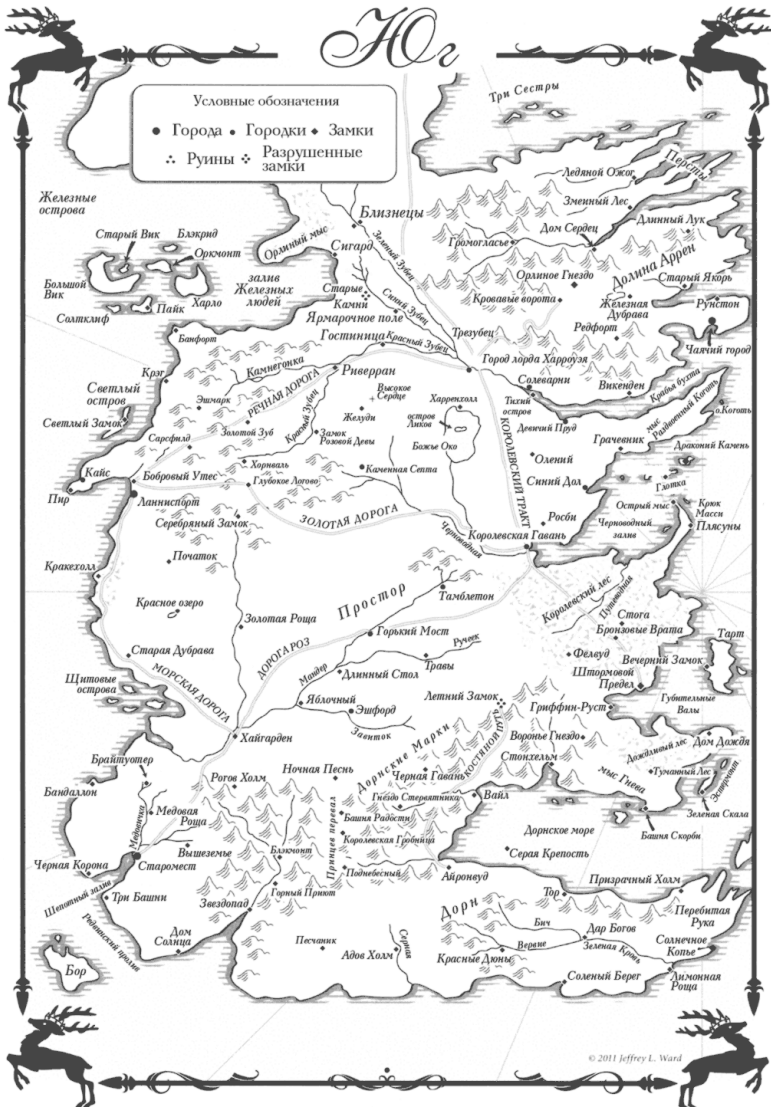 Юг
Условные обозначения
Города Городки Замки
Руины Разрушенные
замки
Три Сестры
Ледяной Ожог
Персты
Змеиный Лес
Железные
острова
Близнецы
Дом Сердец
Длинный Лук
Старый Вик
Блэкрид
Оркмонт
Орлиный мыс
Сигард
Зеленый Зубец
Громогласье
Долина Аррен
Орлиное Гнездо
Старый Якорь
Большой
Вик
залив
Железных
людей
Старые
Камни
Синий Зубец
Кровавые ворота
Железная
Дубрава
Рунстон
Солтклиф
Пайк
Харло
Ярмарочное поле
Трезубец
Редфорт
Банфорт
Гостиница
Красный Зубец
Чаячий город
Камнегонка
Город лорда Харроуэя
Крэг
Риверран
Светлый
остров
Эшмарк
РЕЧНАЯ ДОРОГА
Высокое
Сердце
Солеварни
Викенден
Крабья бухта
Харренхолл
Тихий
остров
Светлый Замок
Золотой Зуб
Красный Зубец
Желуди
остров
Ликов
Девичий Пруд
мыс
Раздвоенный Коготь
о.Коготь
Сарсфилд
Замок
Розовой Девы
Божье Око
Грачевник
Драконий Камень
Кайс
Хорнваль
Каченная Септа
Олений
Бобровый Утес
Глубокое Логово
КОРОЛЕВСКИЙ ТРАКТ
Глотка
Пир
Ланниспорт
Синий Дол
Острый мыс
Крюк
Масси
Серебряный Замок
ЗОЛОТАЯ ДОРОГА
Росби
Черноводный
залив
Плясуны
Черноводная
Королевская Гавань
Початок
Кракехолл
Простор
Тамблетон
Королевский лес
Путеводная
Красное озеро
Стога
Золотая Роща
Горький Мост
Бронзовые Врата
Тарт
Старая Дубрава
ДОРОГА РОЗ
Ручеек
Мандер
Травы
Фелвуд
Вечерний Замок
Щитовые
острова
МОРСКАЯ ДОРОГА
Длинный Стол
Штормовой
Предел
Яблочный
Эшфорд
Летний Замок
Гриффин-Руст
Губительные
Валы
Завиток
Хайгарден
КОСТЯНОЙ ПУТЬ
Воронье Гнездо
Дождливый лес
Дом Дождя
Брайтуотер
Дорнские Марки
Стонхельм
Рогов Холм
Ночная Песнь
Черная Гавань
мыс Гнева
Туманный Лес
Эстермонт
Бандаллон
Гнездо Стервятника
Вайл
Зеленая Скала
Медовичка
Медовая
Роща
Принцев перевал
Башня Радости
Дорнское море
Башня Скорби
Королевская Гробница
Вышеземье
Блэкмонт
Серая Крепость
Черная Корона
Старомест
Поднебесный
Айронвуд
Призрачный Холм
Шепотный залив
Три Башни
Горный Приют
Тор
Звездопад
Дорн
Перебитая
Рука
Редвинский пролив
Дом
Солнца
Песчаник
Серная
Бич
Дар Богов
Адов Холм
Красные Дюны
Вервие
Зеленая Кровь
Солнечное
Копье
Бор
Соленый Берег
Лимонная
Роща
© 2011 Jeffrey L. Ward